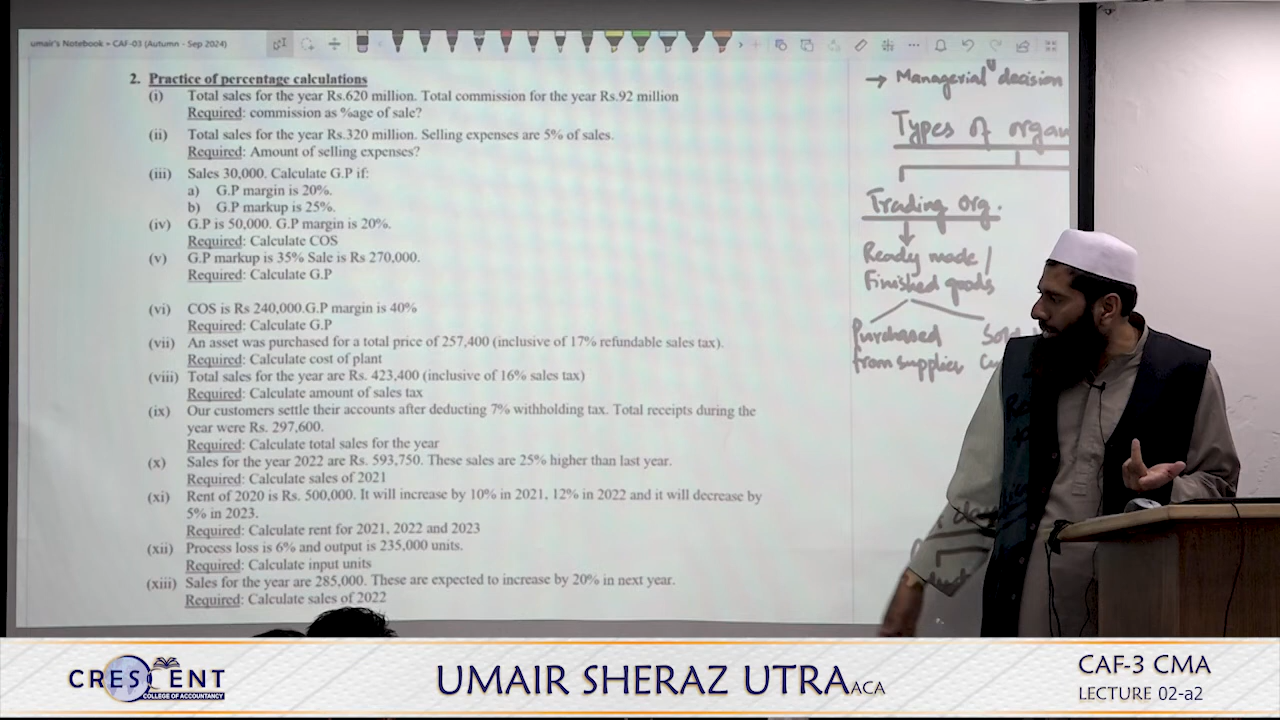 umair's Notebook • CAF-03 (Autumn - Sep 2024)
2. Practice of percentage calculations
(i) Total sales for the year Rs.620 million. Total commission for the year Rs.92 million
Required: commission as %age of sale?
(ii) Total sales for the year Rs.320 million. Selling expenses are 5% of sales.
Required: Amount of selling expenses?
(iii) Sales 30,000. Calculate G.P if:
a) G.P margin is 20%.
b) G.P markup is 25%.
(iv) G.P is 50,000. G.P margin is 20%.
Required: Calculate COS
(v) G.P markup is 35% Sale is Rs 270,000.
Required: Calculate G.P
(vi) COS is Rs 240,000.G.P margin is 40%
Required: Calculate G.P
(vii) An asset was purchased for a total price of 257,400 (inclusive of 17% refundable sales tax).
Required: Calculate cost of plant
(viii) Total sales for the year are Rs. 423,400 (inclusive of 16% sales tax)
Required: Calculate amount of sales tax
(ix) Our customers settle their accounts after deducting 7% withholding tax. Total receipts during the
year were Rs. 297,600.
Required: Calculate total sales for the year
(x) Sales for the year 2022 are Rs. 593,750. These sales are 25% higher than last year.
Required: Calculate sales of 2021
(xi) Rent of 2020 is Rs. 500,000. It will increase by 10% in 2021, 12% in 2022 and it will decrease by
5% in 2023.
Required: Calculate rent for 2021, 2022 and 2023
(xii) Process loss is 6% and output is 235,000 units.
Required: Calculate input units
(xiii) Sales for the year are 285,000. These are expected to increase by 20% in next year.
Required: Calculate sales of 2022
→ Managerial decision
Types of organ
Trading Org.
Ready made /
Finished goods
Purchased
from supplier
CRESCENT
COLLEGE OF ACCOUNTANCY
UMAIR SHERAZ UTRA ACA
CAF-3 CMA
LECTURE 02-a2